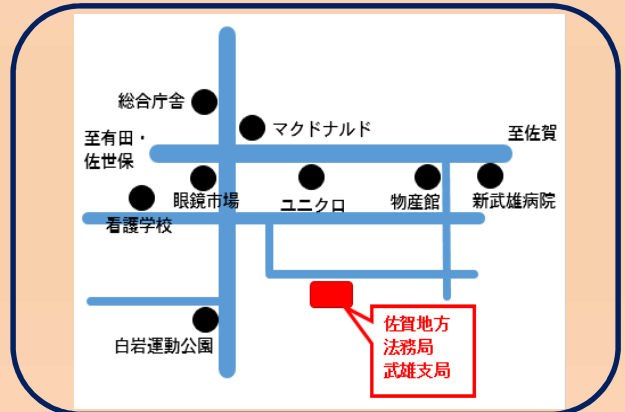 総合庁舎
マクドナルド
至有田・
佐世保
至佐賀
眼鏡市場
ユニクロ
物産館
新武雄病院
看護学校
佐賀地方
法務局
武雄支局
白岩運動公園